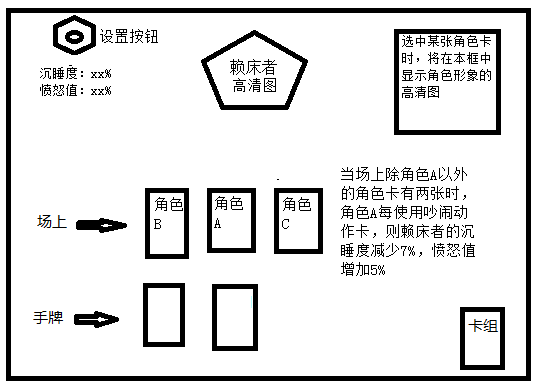 设置按钮
沉睡度：xx%
愤怒值：xx%
赖床者
高清图
选中某张角色卡
时，将在本框中
显示角色形象的
高清图
当场上除角色A以外
的角色卡有两张时，
角色A每使用吵闹动
作卡，则赖床者的沉
睡度减少7%，愤怒值
增加5%
场上
角色
B
角色
A
角色
C
手牌
卡组